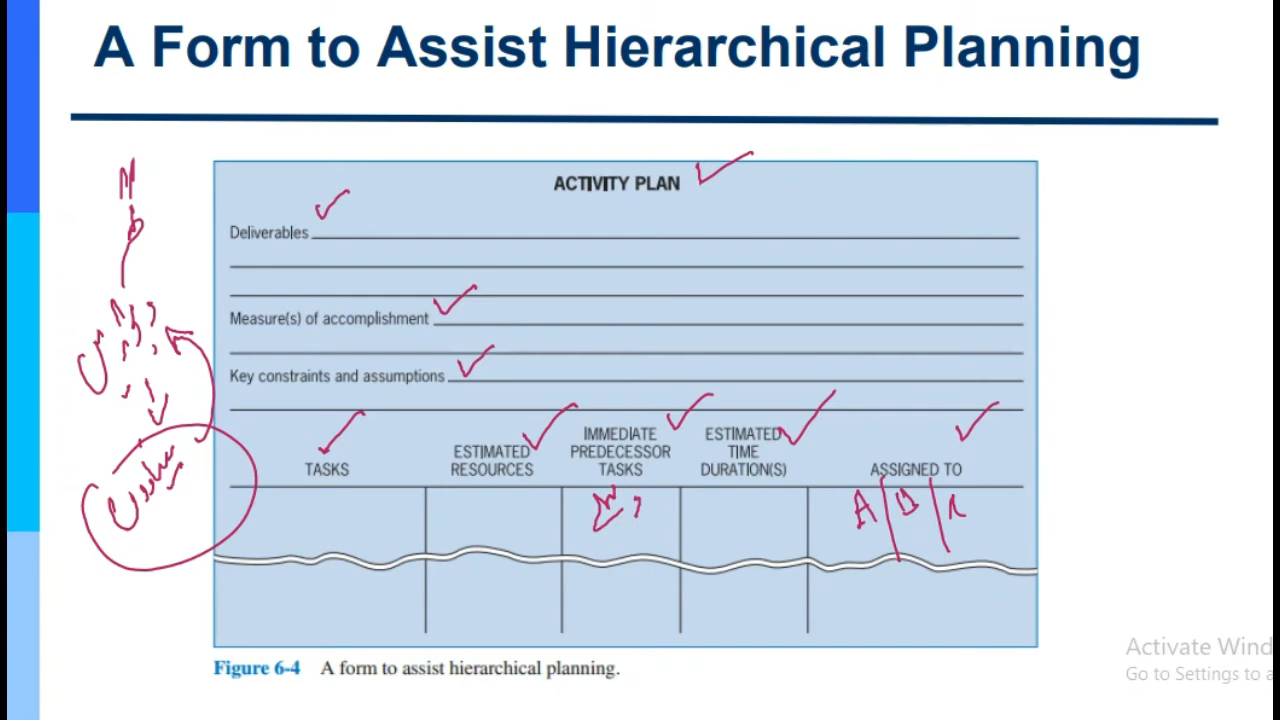 A Form to Assist Hierarchical Planning
ACTIVITY PLAN
Deliverables
Measure(s) of accomplishment
Key constraints and assumptions
TASKS
ESTIMATED
RESOURCES
IMMEDIATE
PREDECESSOR
TASKS
ESTIMATED
TIME
DURATION(S)
ASSIGNED TO
A
Figure 6-4 A form to assist hierarchical planning.
Activate Wind
Go to Settings to a